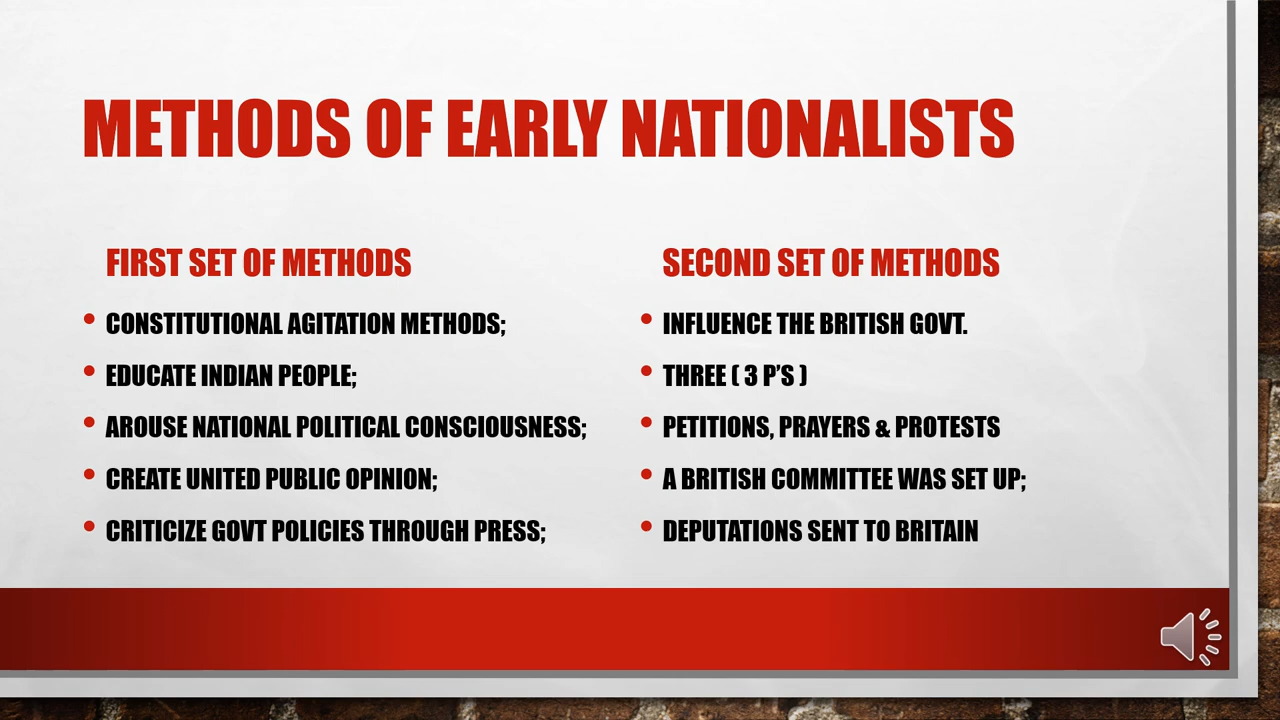 METHODS OF EARLY NATIONALISTS
FIRST SET OF METHODS
• CONSTITUTIONAL AGITATION METHODS;
• EDUCATE INDIAN PEOPLE;
• AROUSE NATIONAL POLITICAL CONSCIOUSNESS;
• CREATE UNITED PUBLIC OPINION;
• CRITICIZE GOVT POLICIES THROUGH PRESS;
SECOND SET OF METHODS
• INFLUENCE THE BRITISH GOVT.
• THREE ( 3 P'S )
• PETITIONS, PRAYERS & PROTESTS
• A BRITISH COMMITTEE WAS SET UP;
• DEPUTATIONS SENT TO BRITAIN